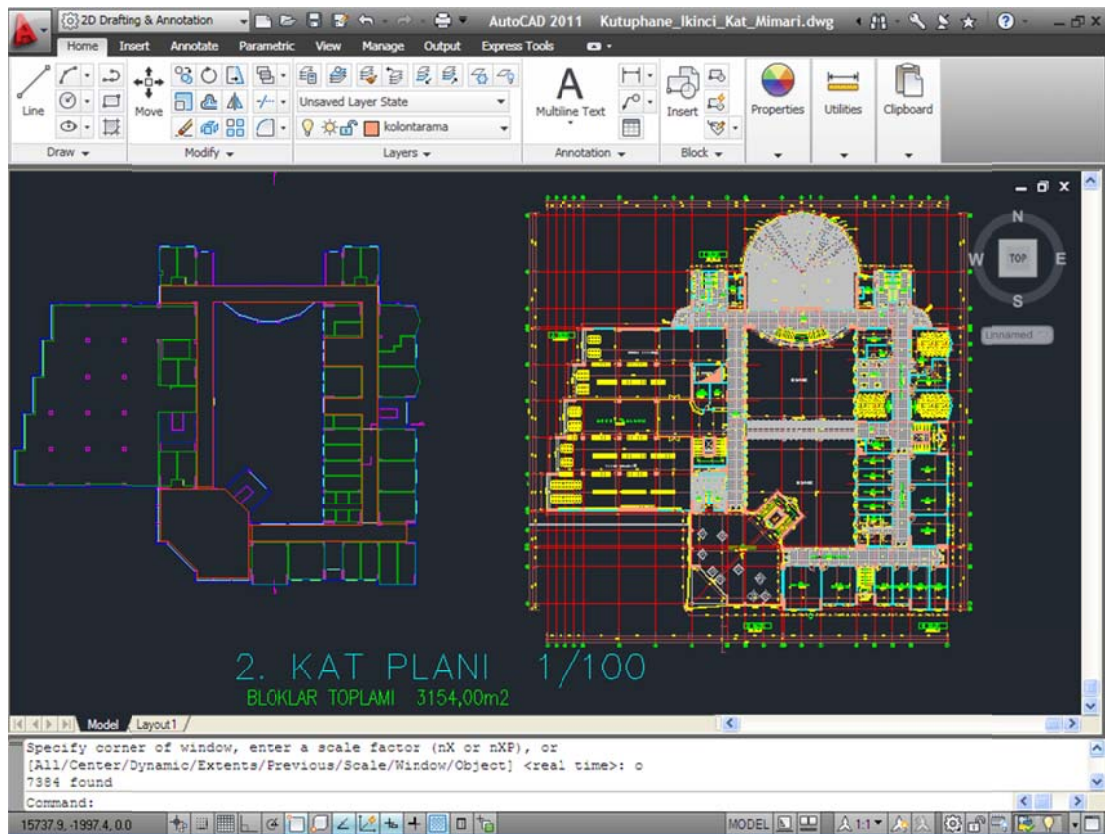 2D Drafting & Annotation AutoCAD 2011 Kutuphane_Ikinci_Kat_Mimari.dwg
Home Insert Annotate Parametric View Manage Output Express Tools
Line Move Unsaved Layer State Multiline Text Insert Properties Utilities Clipboard
kolontarama
Draw Modify Layers Annotation Block
N
W TOP E
S
Unnamed
2. KAT PLANI 1/100
BLOKLAR TOPLAMI 3154,00m2
Model Layout1
Specify corner of window, enter a scale factor (nX or nXP), or
[All/Center/Dynamic/Extents/Previous/Scale/Window/Object] <real time>: o
7384 found
Command:
15737.9, -1997.4, 0.0 MODEL 1:1